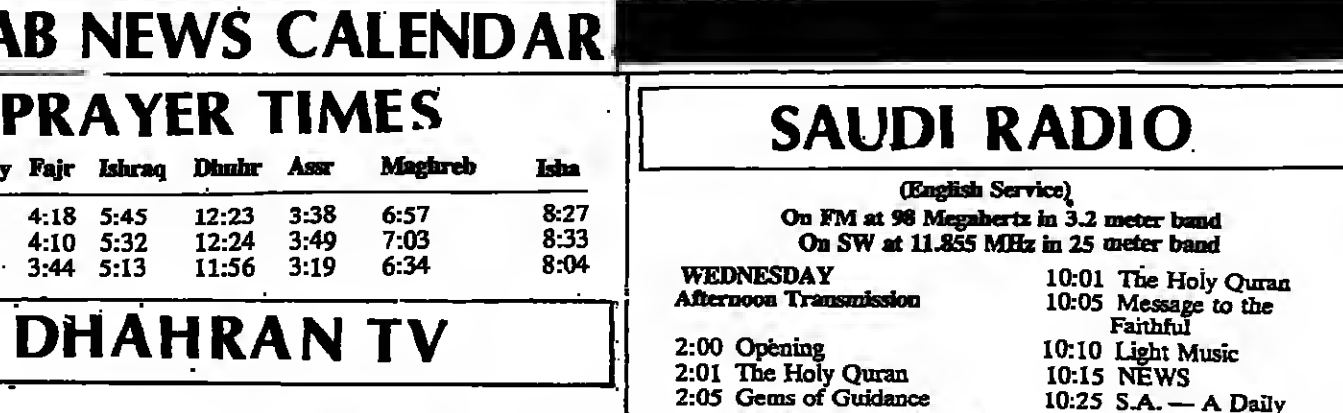 AB NEWS CALENDAR
PRAYER TIMES
y Fajr Ishraq Dhuhr Assr Maghreb Isha
4:18 5:45 12:23 3:38 6:57 8:27
4:10 5:32 12:24 3:49 7:03 8:33
3:44 5:13 11:56 3:19 6:34 8:04
DHAHRAN TV
SAUDI RADIO
(English Service)
On FM at 98 Megahertz in 3.2 meter band
On SW at 11.855 MHz in 25 meter band
WEDNESDAY
Afternoon Transmission
2:00 Opening
2:01 The Holy Quran
2:05 Gems of Guidance
10:01 The Holy Quran
10:05 Message to the
Faithful
10:10 Light Music
10:15 NEWS
10:25 S.A. — A Daily